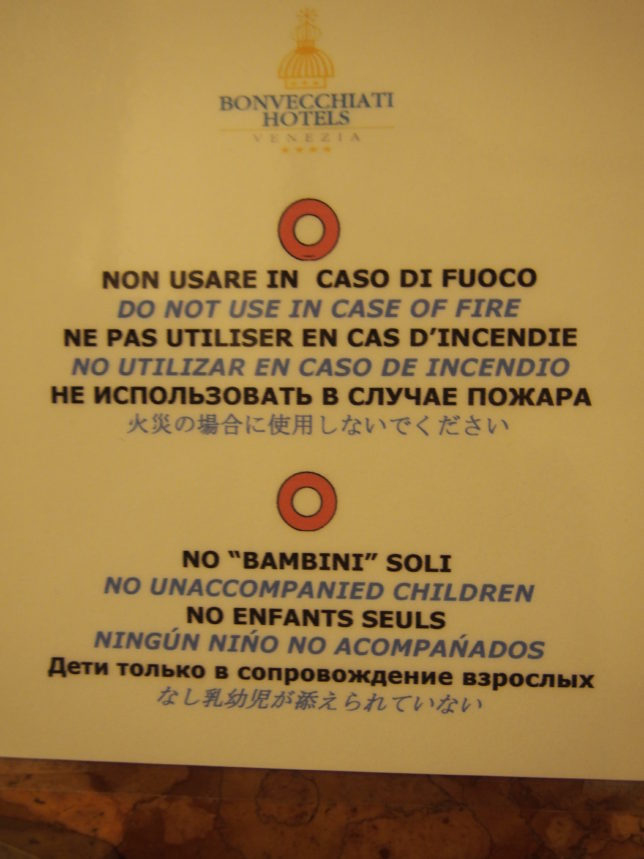 BONVECCHIATI
HOTELS
VENEZIA
NON USARE IN CASO DI FUOCO
DO NOT USE IN CASE OF FIRE
NE PAS UTILISER EN CAS D’INCENDIE
NO UTILIZAR EN CASO DE INCENDIO
НЕ ИСПОЛЬЗОВАТЬ В СЛУЧАЕ ПОЖАРА
火災の場合に使用しないでください
NO “BAMBINI” SOLI
NO UNACCOMPANIED CHILDREN
NO ENFANTS SEULS
NINGÚN NIŃO NO ACOMPAŃADOS
Дети только в сопровождение взрослых
なし乳幼児が添えられていない